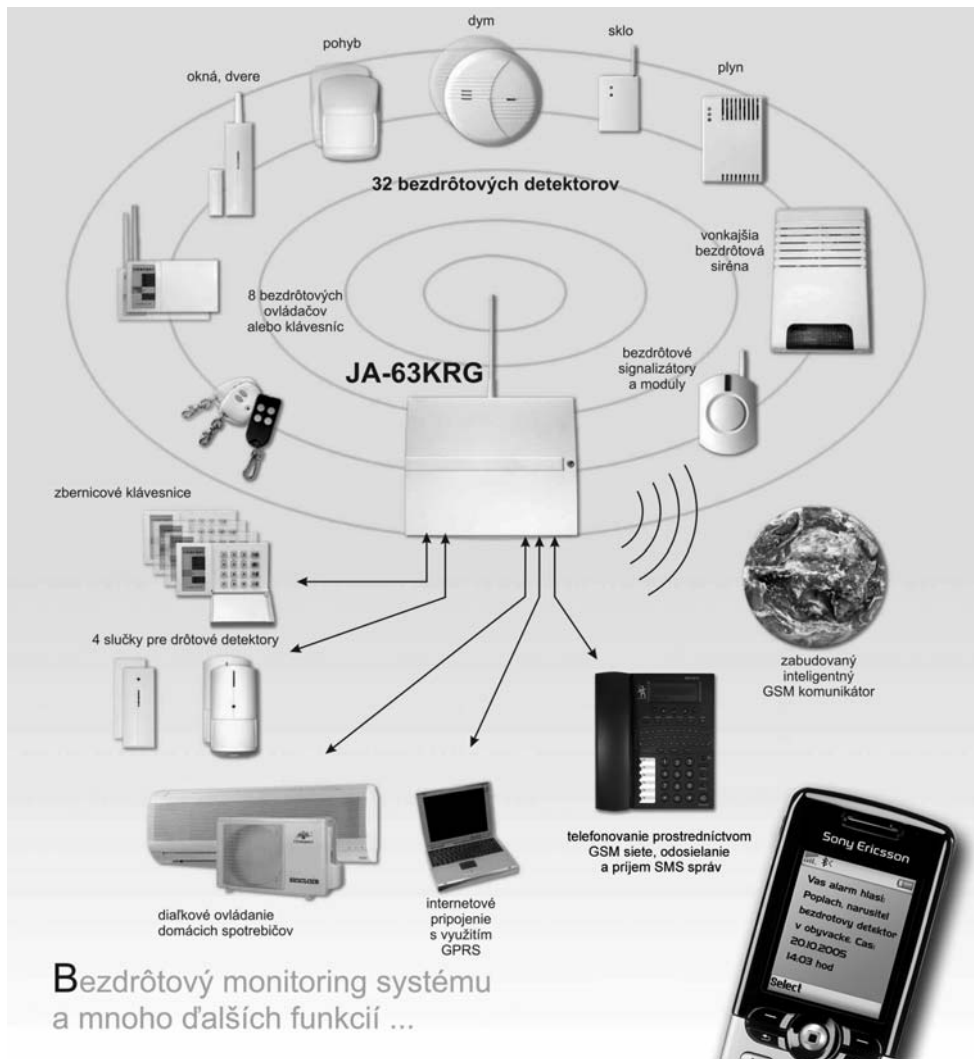 dym
pohyb
sklo
plyn
okná, dvere
32 bezdrôtových detektorov
vonkajšia
bezdrôtová
siréna
8 bezdrôtových
ovládačov
alebo klávesníc
JA-63KRG
bezdrôtové
signalizátory
a moduly
zbernicové klávesnice
4 slučky pre drôtové detektory
zabudovaný
inteligentný
GSM komunikátor
telefonovanie prostredníctvom
GSM siete, odosielanie
a príjem SMS správ
diaľkové ovládanie
domácich spotrebičov
internetové
pripojenie
s využitím
GPRS
Sony Ericsson
Vas alarm hlasi:
Poplach, narusitel
bezdrotovy detektor
v obyvacke. Cas:
20.10.2005
14:03 hod
Select
Bezdrôtový monitoring systému
a mnoho ďalších funkcií ...